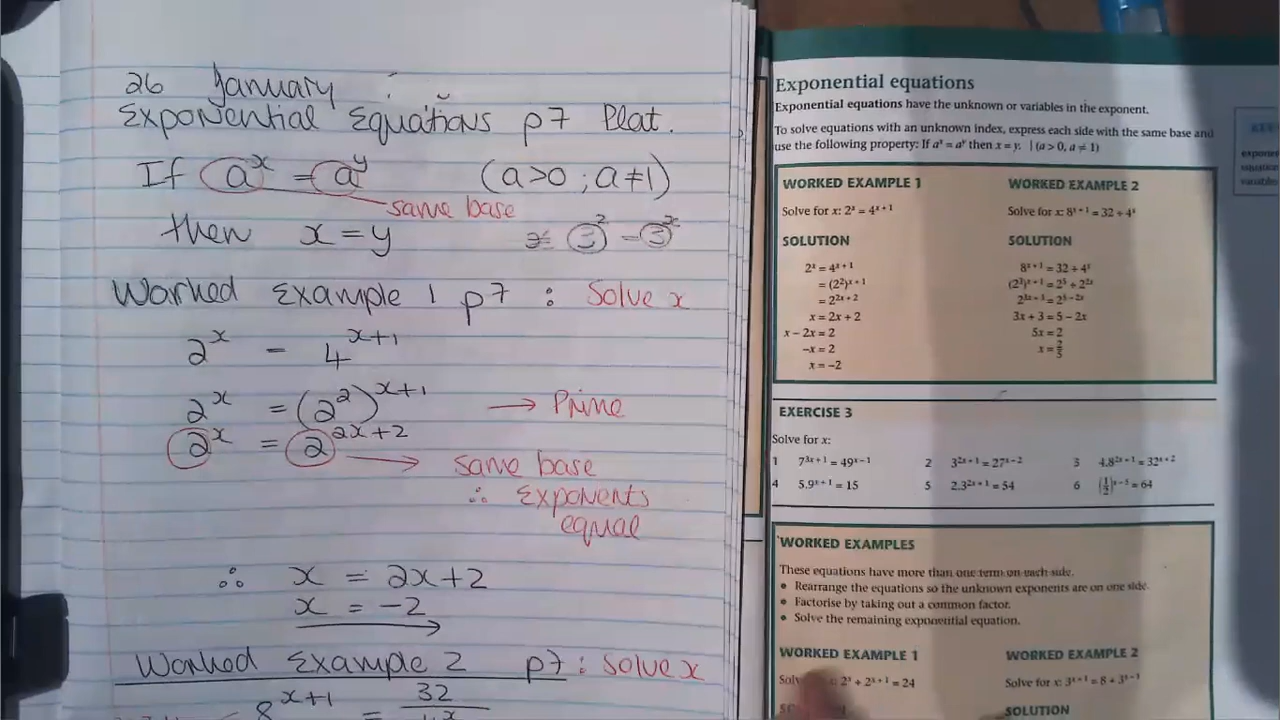 26 January
Exponential Equations p7 Plat.
If a^x = a^y (a>0 ; a≠1)
same base
then x = y
Worked Example 1 p7 : Solve x
2^x = 4^{x+1}
2^x = (2^2)^{x+1} → Prime
2^x = 2^{2x+2} → same base
∴ exponents
equal
∴ x = 2x+2
x = -2
Worked Example 2 p7 : Solve x
8^{x+1} = 32
Exponential equations
Exponential equations have the unknown or variables in the exponent.
To solve equations with an unknown index, express each side with the same base and
use the following property: If a^x = a^y then x = y. | (a > 0, a ≠ 1)
WORKED EXAMPLE 1
Solve for x: 2^x = 4^{x+1}
SOLUTION
2^x = 4^{x+1}
= (2^2)^{x+1}
= 2^{2x+2}
x = 2x + 2
x − 2x = 2
−x = 2
x = −2
WORKED EXAMPLE 2
Solve for x: 8^{x+1} = 32 ÷ 4^x
SOLUTION
8^{x+1} = 32 ÷ 4^x
(2^3)^{x+1} = 2^5 ÷ 2^{2x}
2^{3x+3} = 2^{5−2x}
3x + 3 = 5 − 2x
5x = 2
x = 2/5
EXERCISE 3
Solve for x:
1 7^{3x+1} = 49^{x−1} 2 3^{2x+1} = 27^{x−2} 3 4.8^{2x−1} = 32^{x+2}
4 5.9^{x+1} = 15 5 2.3^{2x+1} = 54 6 (1/2)^{x−5} = 64
WORKED EXAMPLES
These equations have more than one term on each side.
• Rearrange the equations so the unknown exponents are on one side.
• Factorise by taking out a common factor.
• Solve the remaining exponential equation.
WORKED EXAMPLE 1
x: 2^x + 2^{x+1} = 24
WORKED EXAMPLE 2
Solve for x: 3^{x+1} = 8 + 3^{x−1}
SOLUTION